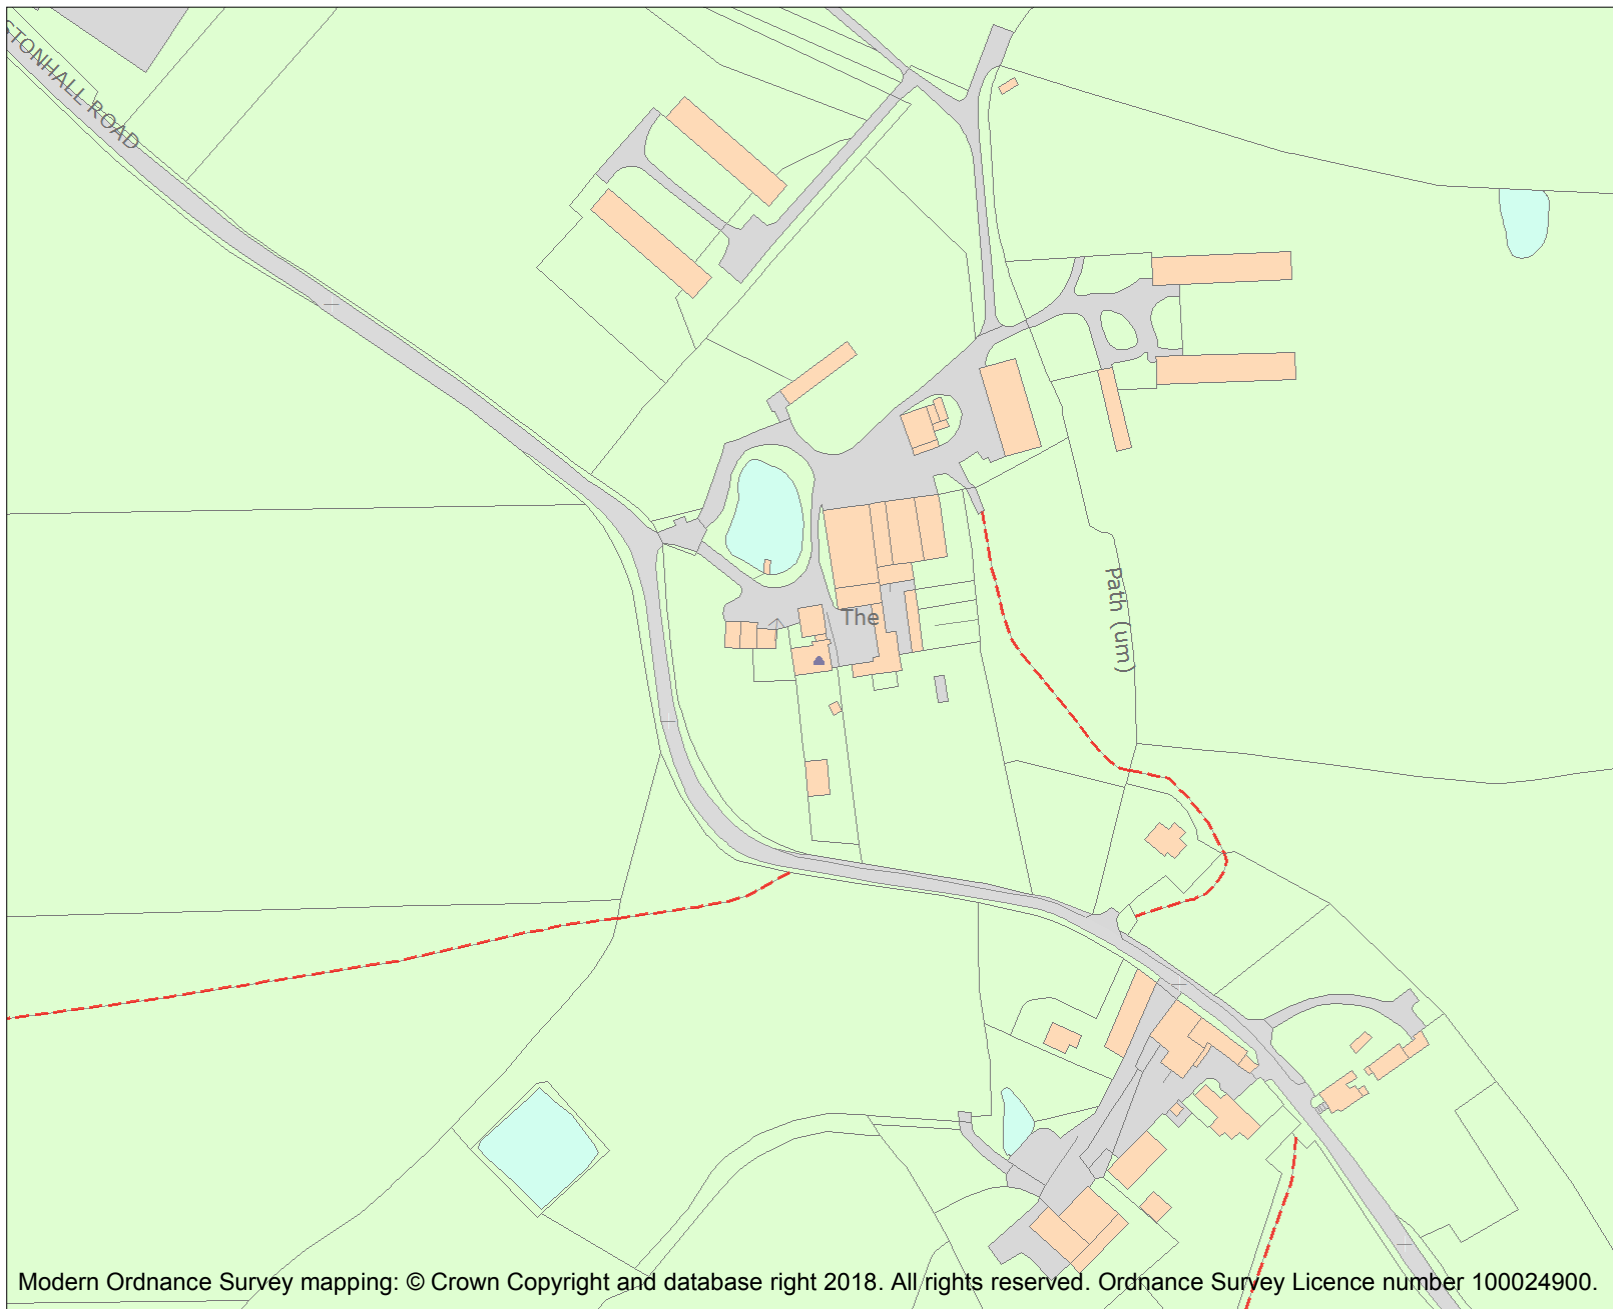 STONHALL ROAD
The
Path (um)
Modern Ordnance Survey mapping: © Crown Copyright and database right 2018. All rights reserved. Ordnance Survey Licence number 100024900.